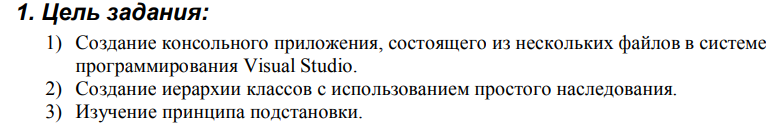 1. Цель задания:
1) Создание консольного приложения, состоящего из нескольких файлов в системе
программирования Visual Studio.
2) Создание иерархии классов с использованием простого наследования.
3) Изучение принципа подстановки.